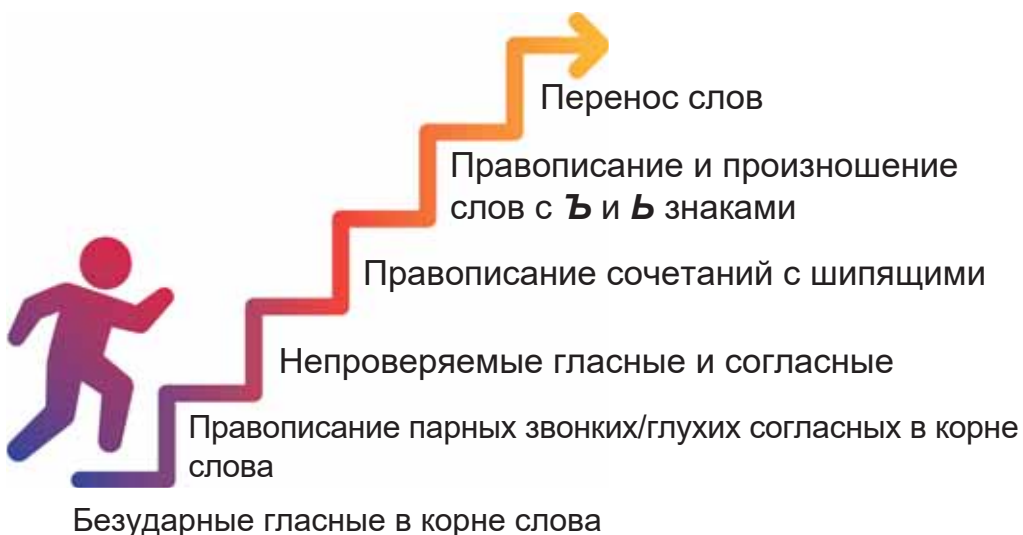 Перенос слов
Правописание и произношение
слов с Ъ и Ь знаками
Правописание сочетаний с шипящими
Непроверяемые гласные и согласные
Правописание парных звонких/глухих согласных в корне
слова
Безударные гласные в корне слова